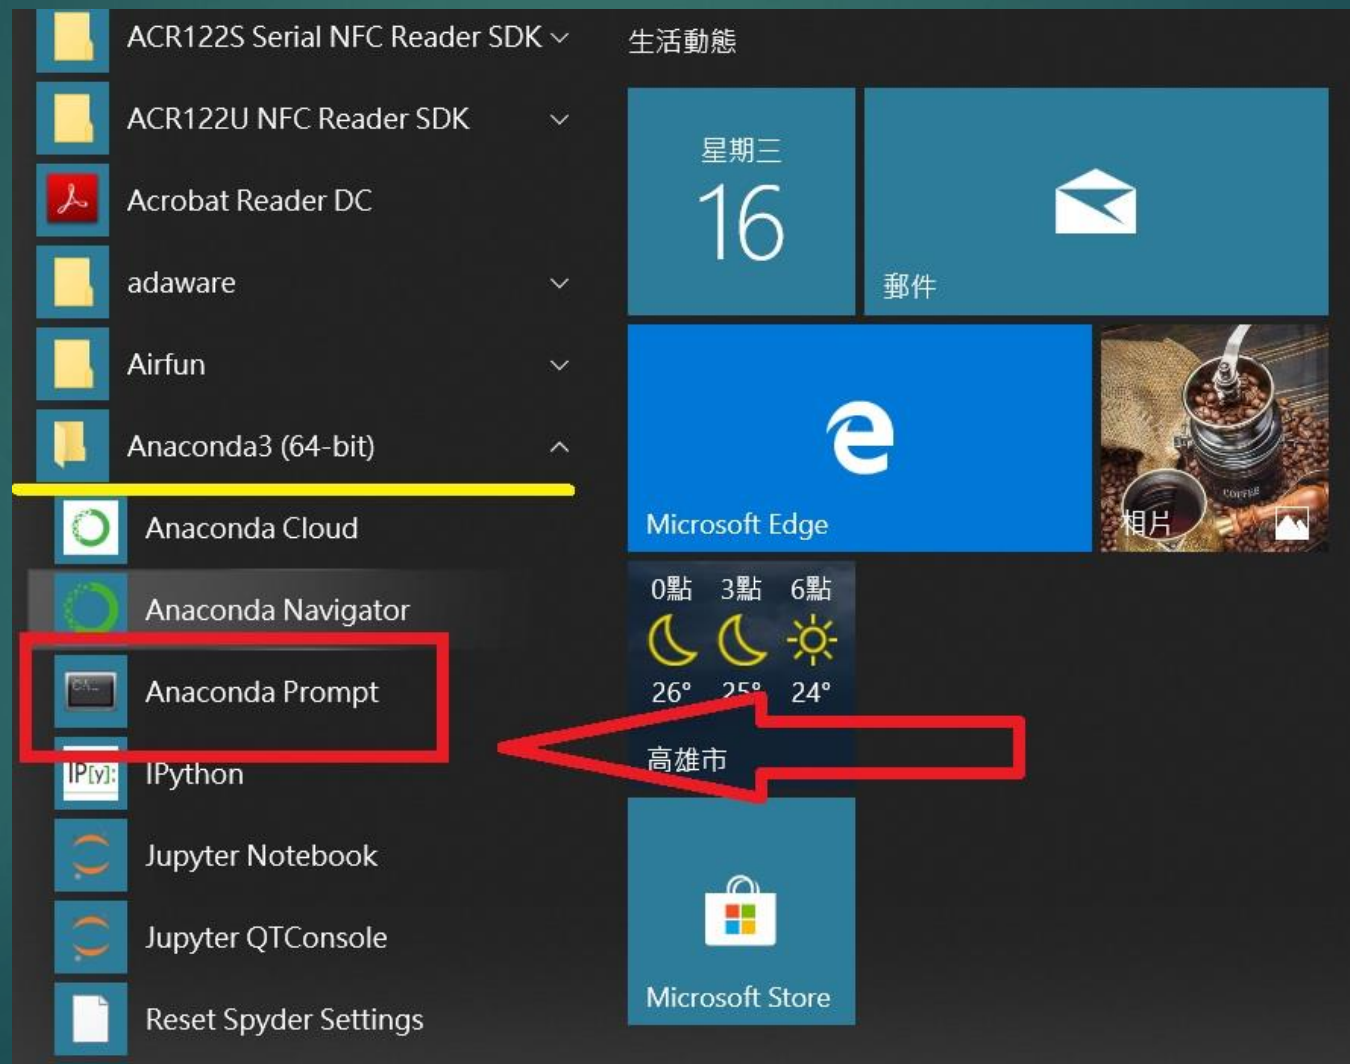 ACR122S Serial NFC Reader SDK
ACR122U NFC Reader SDK
Acrobat Reader DC
adaware
Airfun
Anaconda3 (64-bit)
Anaconda Cloud
Anaconda Navigator
Anaconda Prompt
IP[y]:
IPython
Jupyter Notebook
Jupyter QTConsole
Reset Spyder Settings
生活動態
星期三
16
郵件
Microsoft Edge
COFFEE
相片
0點 3點 6點
26° 25° 24°
高雄市
Microsoft Store